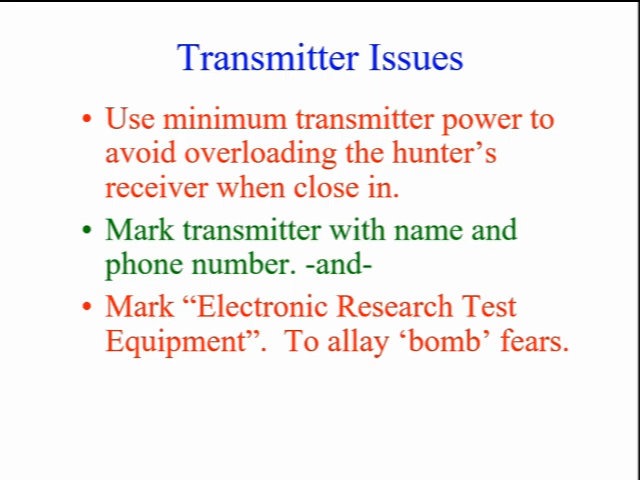 Transmitter Issues
• Use minimum transmitter power to
avoid overloading the hunter’s
receiver when close in.
• Mark transmitter with name and
phone number. -and-
• Mark “Electronic Research Test
Equipment”.  To allay ‘bomb’ fears.